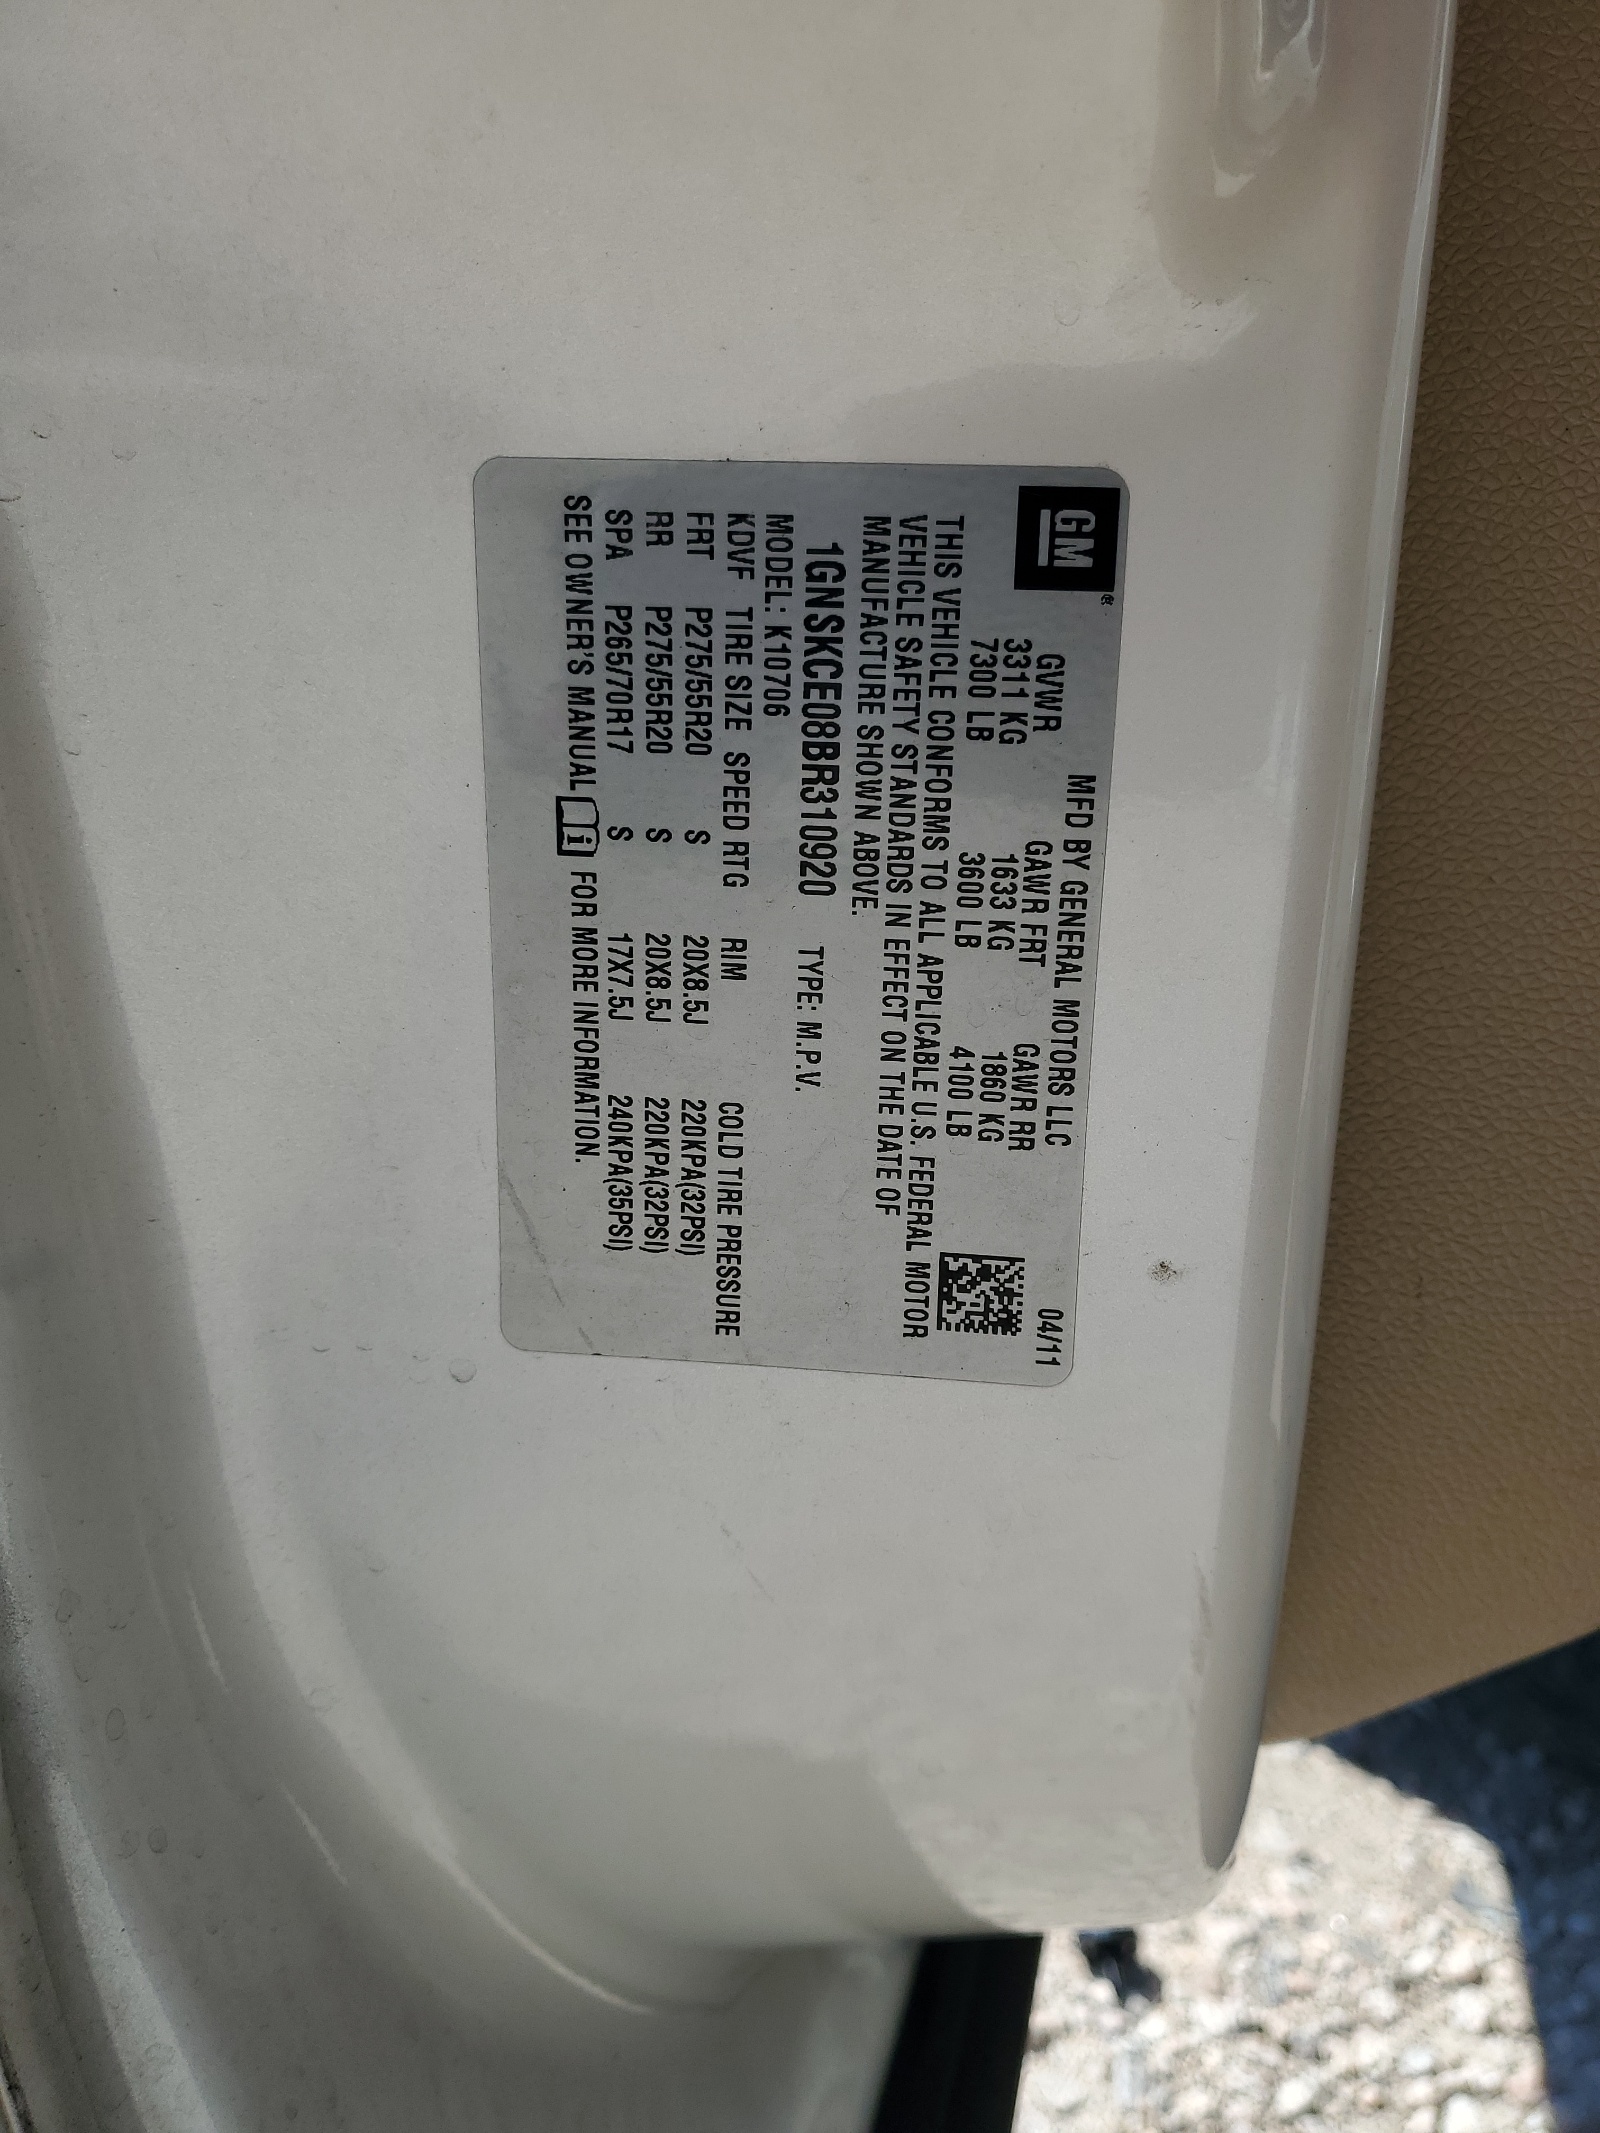 GM®
MFD BY GENERAL MOTORS LLC 04/11
GVWR GAWR FRT GAWR RR
3311 KG 1633 KG 1860 KG
7300 LB 3600 LB 4100 LB
THIS VEHICLE CONFORMS TO ALL APPLICABLE U.S. FEDERAL MOTOR
VEHICLE SAFETY STANDARDS IN EFFECT ON THE DATE OF
MANUFACTURE SHOWN ABOVE.
1GNSKCE08BR310920 TYPE: M.P.V.
MODEL: K10706
KDVF TIRE SIZE SPEED RTG RIM COLD TIRE PRESSURE
FRT P275/55R20 S 20X8.5J 220KPA(32PSI)
RR P275/55R20 S 20X8.5J 220KPA(32PSI)
SPA P265/70R17 S 17X7.5J 240KPA(35PSI)
SEE OWNER'S MANUAL i FOR MORE INFORMATION.